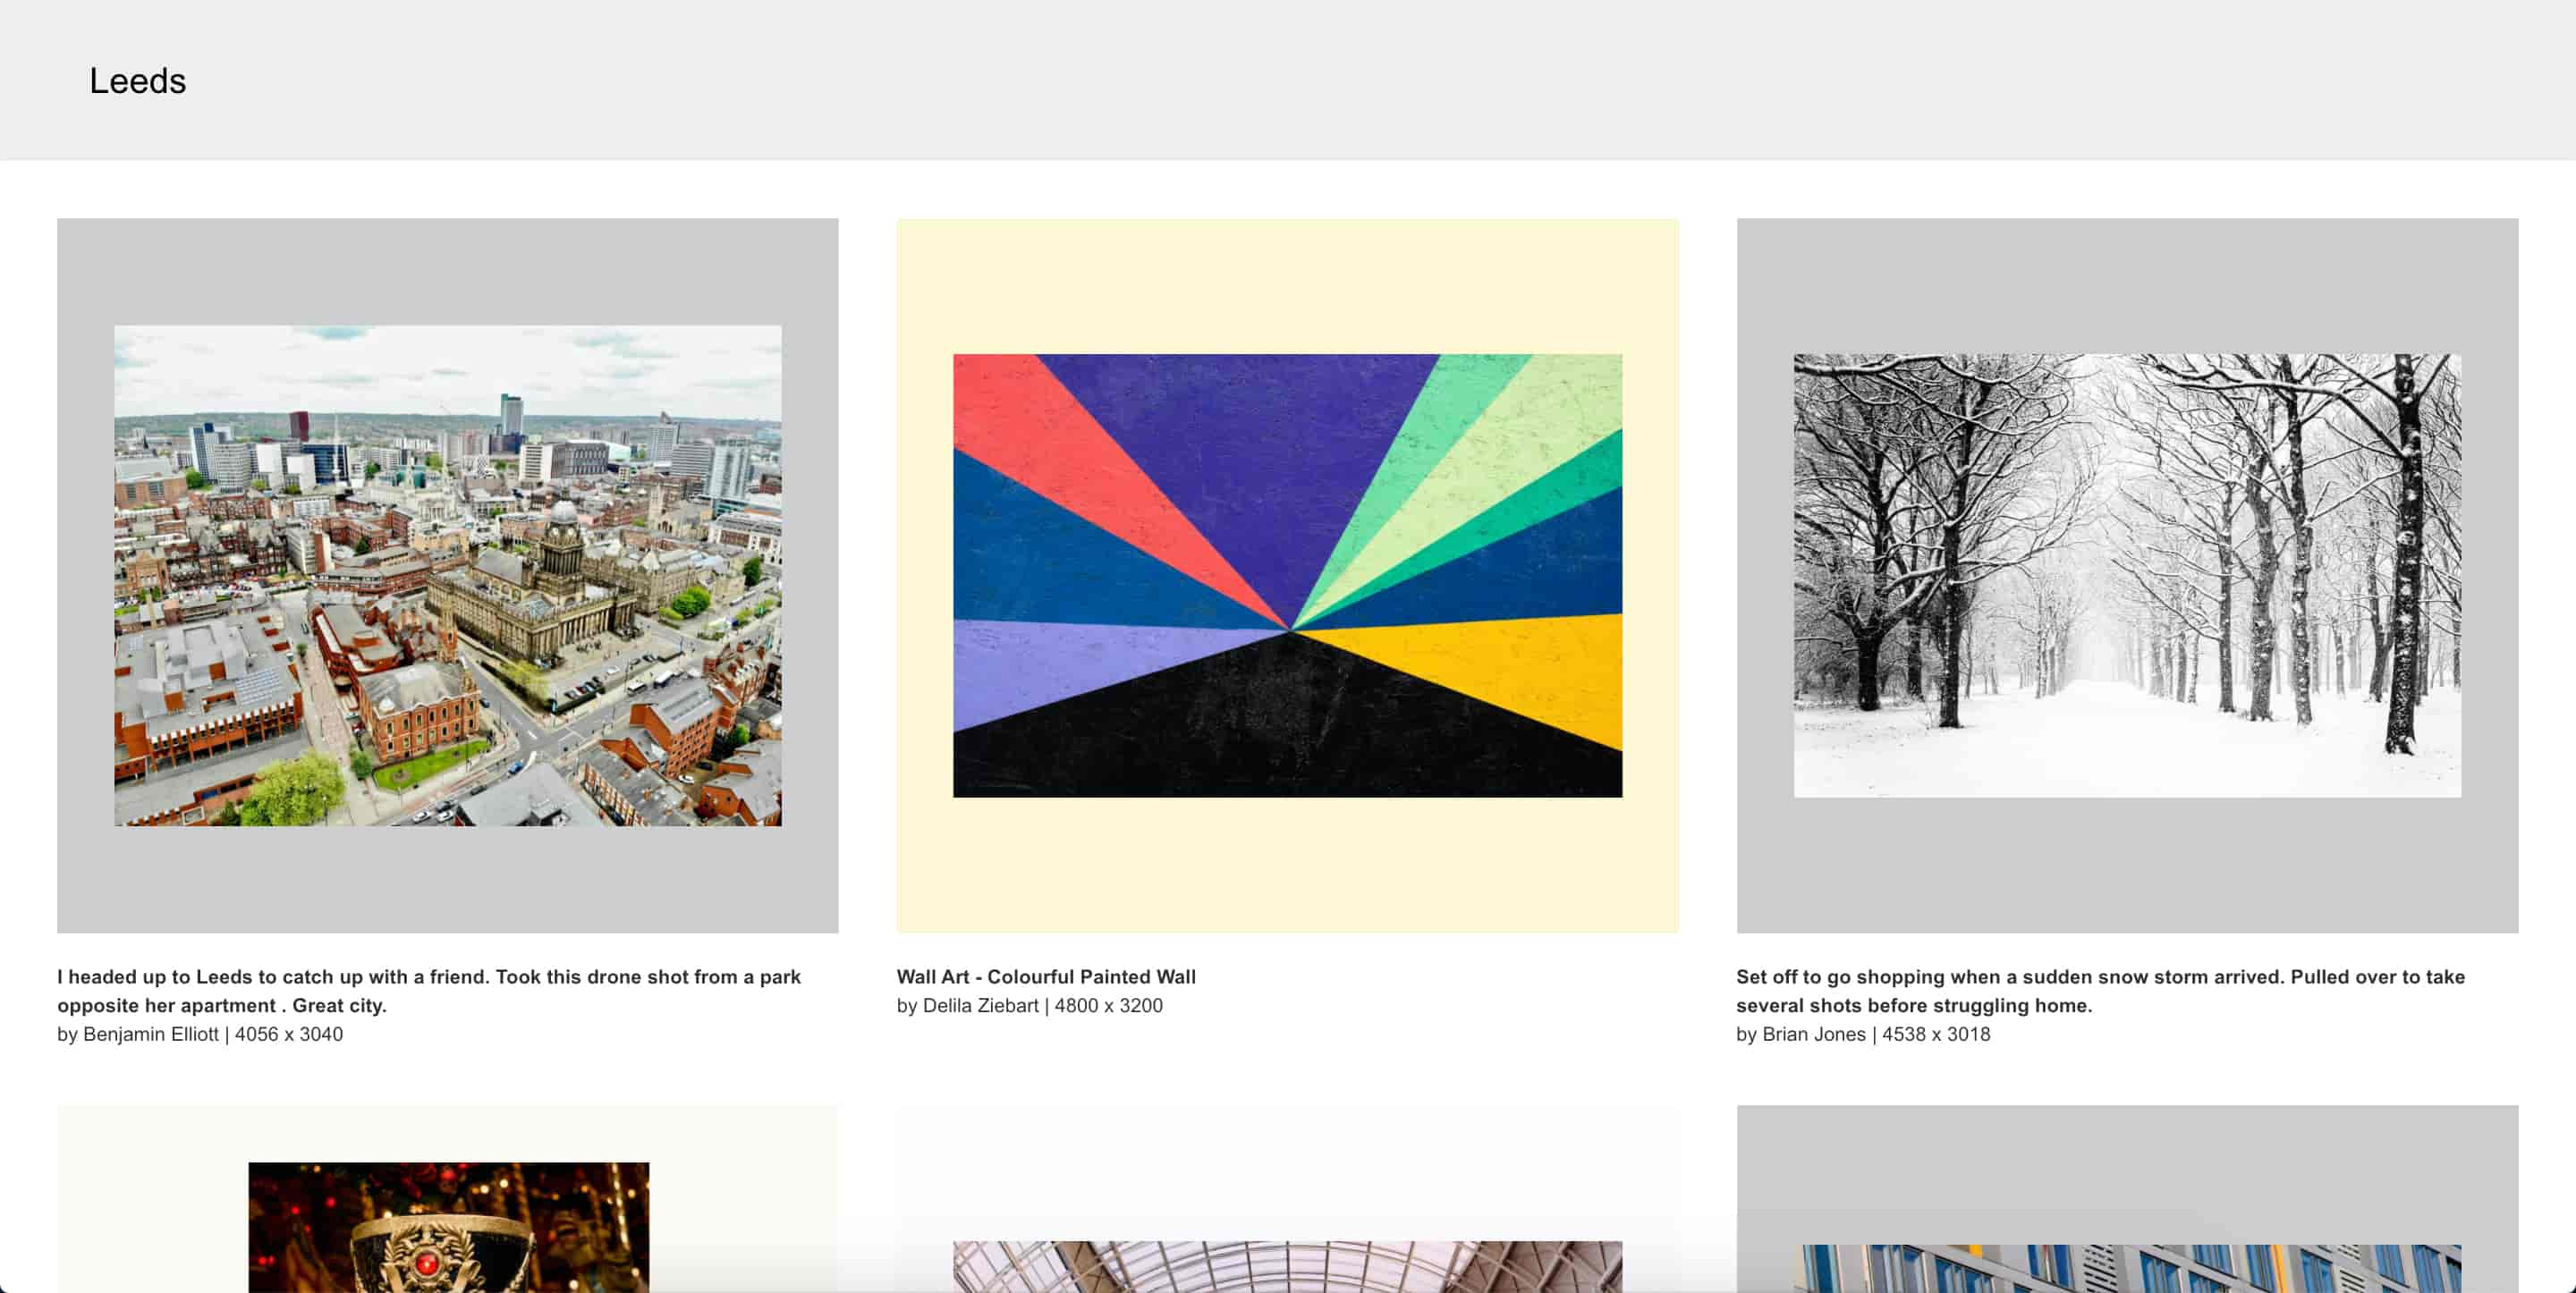 Leeds
I headed up to Leeds to catch up with a friend. Took this drone shot from a park
opposite her apartment . Great city.
by Benjamin Elliott | 4056 x 3040
Wall Art - Colourful Painted Wall
by Delila Ziebart | 4800 x 3200
Set off to go shopping when a sudden snow storm arrived. Pulled over to take
several shots before struggling home.
by Brian Jones | 4538 x 3018